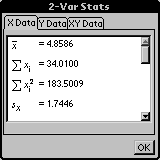 2-Var Stats
X Data Y Data XY Data
x̅ = 4.8586
∑ xᵢ = 34.0100
∑ xᵢ² = 183.5009
sₓ = 1.7446
OK